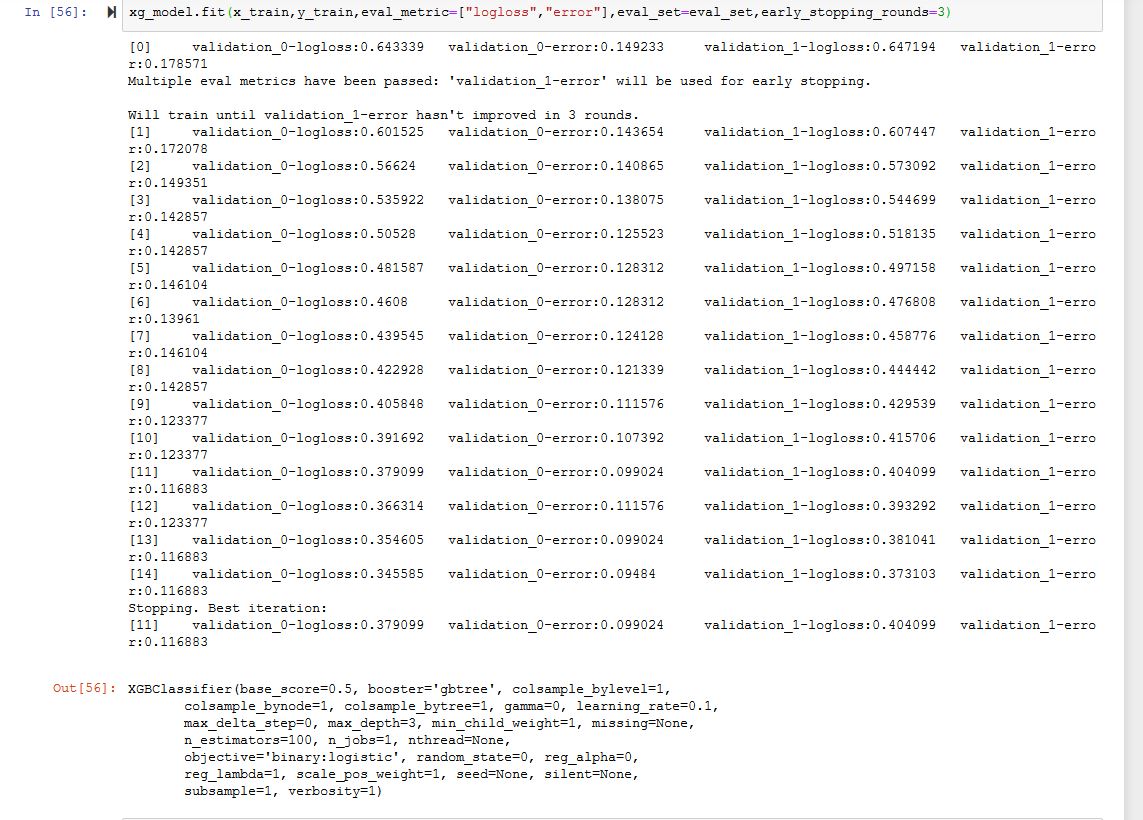 In [56]: xg_model.fit(x_train,y_train,eval_metric=["logloss","error"],eval_set=eval_set,early_stopping_rounds=3)
[0] validation_0-logloss:0.643339 validation_0-error:0.149233 validation_1-logloss:0.647194 validation_1-erro
r:0.178571
Multiple eval metrics have been passed: 'validation_1-error' will be used for early stopping.
Will train until validation_1-error hasn't improved in 3 rounds.
[1] validation_0-logloss:0.601525 validation_0-error:0.143654 validation_1-logloss:0.607447 validation_1-erro
r:0.172078
[2] validation_0-logloss:0.56624 validation_0-error:0.140865 validation_1-logloss:0.573092 validation_1-erro
r:0.149351
[3] validation_0-logloss:0.535922 validation_0-error:0.138075 validation_1-logloss:0.544699 validation_1-erro
r:0.142857
[4] validation_0-logloss:0.50528 validation_0-error:0.125523 validation_1-logloss:0.518135 validation_1-erro
r:0.142857
[5] validation_0-logloss:0.481587 validation_0-error:0.128312 validation_1-logloss:0.497158 validation_1-erro
r:0.146104
[6] validation_0-logloss:0.4608 validation_0-error:0.128312 validation_1-logloss:0.476808 validation_1-erro
r:0.13961
[7] validation_0-logloss:0.439545 validation_0-error:0.124128 validation_1-logloss:0.458776 validation_1-erro
r:0.146104
[8] validation_0-logloss:0.422928 validation_0-error:0.121339 validation_1-logloss:0.444442 validation_1-erro
r:0.142857
[9] validation_0-logloss:0.405848 validation_0-error:0.111576 validation_1-logloss:0.429539 validation_1-erro
r:0.123377
[10] validation_0-logloss:0.391692 validation_0-error:0.107392 validation_1-logloss:0.415706 validation_1-erro
r:0.123377
[11] validation_0-logloss:0.379099 validation_0-error:0.099024 validation_1-logloss:0.404099 validation_1-erro
r:0.116883
[12] validation_0-logloss:0.366314 validation_0-error:0.111576 validation_1-logloss:0.393292 validation_1-erro
r:0.123377
[13] validation_0-logloss:0.354605 validation_0-error:0.099024 validation_1-logloss:0.381041 validation_1-erro
r:0.116883
[14] validation_0-logloss:0.345585 validation_0-error:0.09484 validation_1-logloss:0.373103 validation_1-erro
r:0.116883
Stopping. Best iteration:
[11] validation_0-logloss:0.379099 validation_0-error:0.099024 validation_1-logloss:0.404099 validation_1-erro
r:0.116883
Out[56]: XGBClassifier(base_score=0.5, booster='gbtree', colsample_bylevel=1,
colsample_bynode=1, colsample_bytree=1, gamma=0, learning_rate=0.1,
max_delta_step=0, max_depth=3, min_child_weight=1, missing=None,
n_estimators=100, n_jobs=1, nthread=None,
objective='binary:logistic', random_state=0, reg_alpha=0,
reg_lambda=1, scale_pos_weight=1, seed=None, silent=None,
subsample=1, verbosity=1)